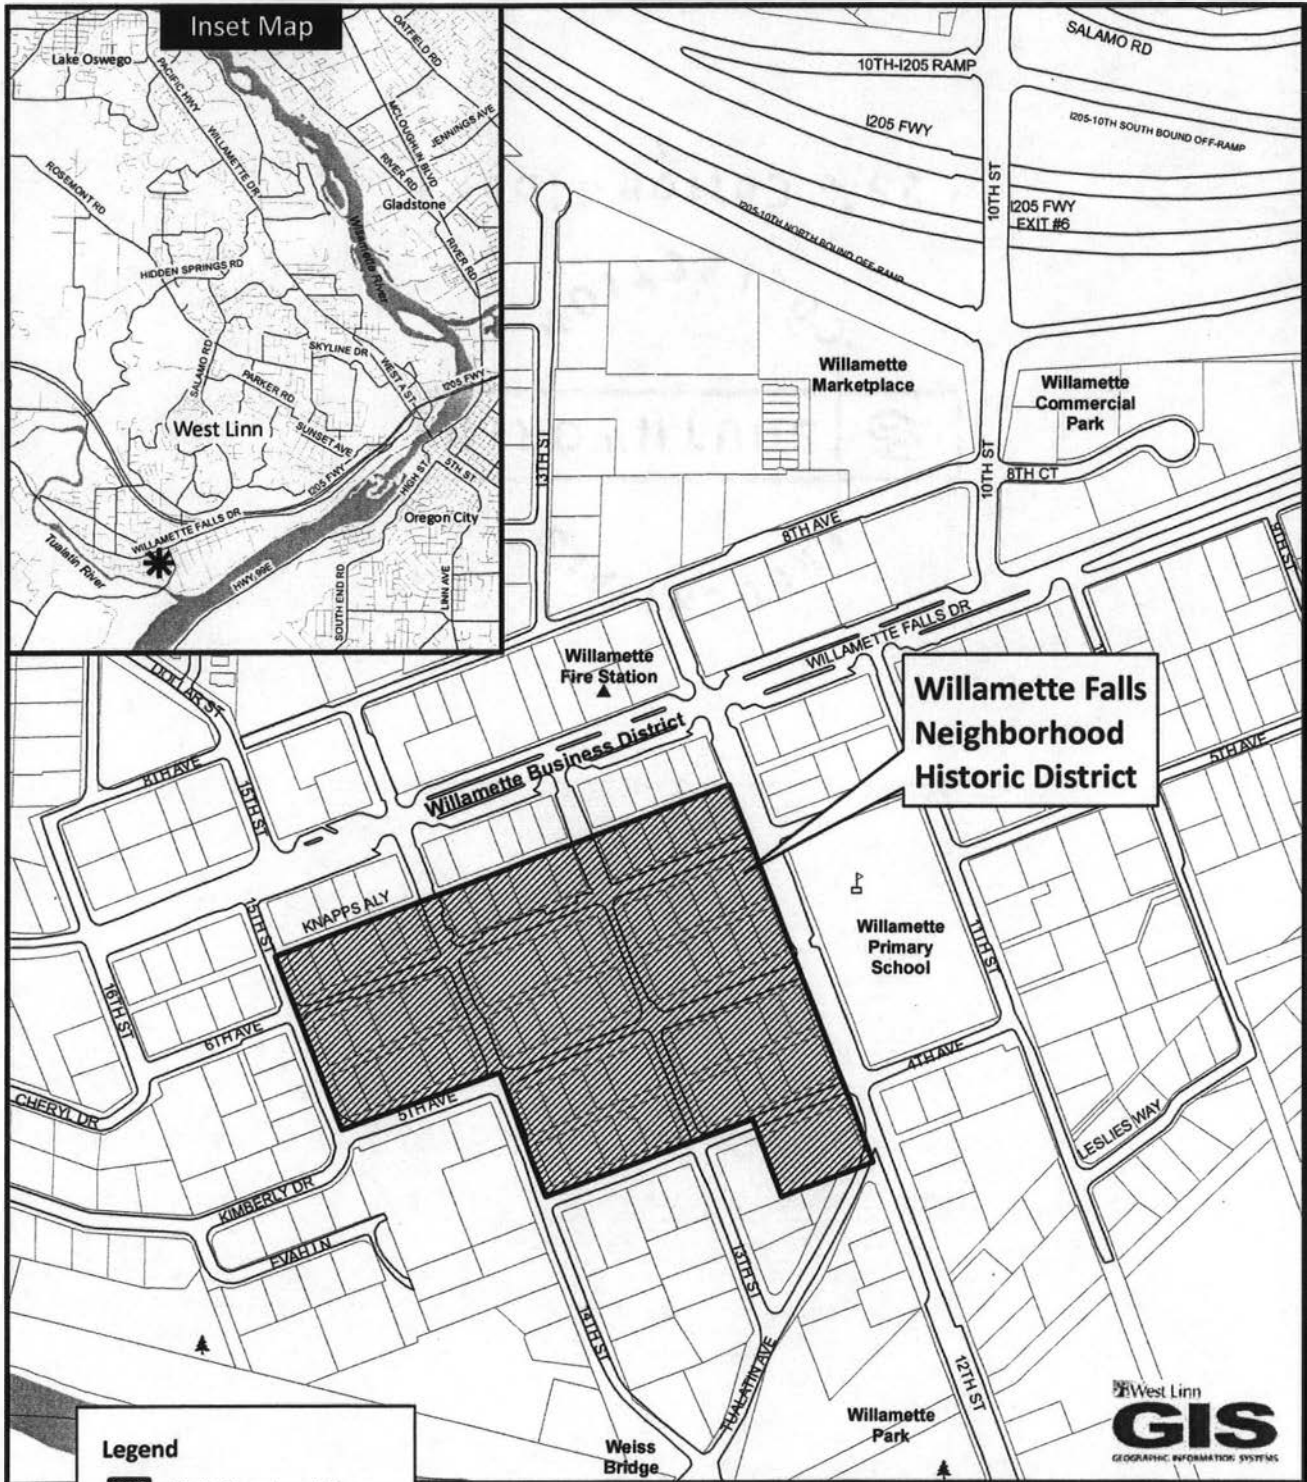 Inset Map
Lake Oswego
OATFIELD RD
PACIFIC HWY
MCLOUGHLIN BLVD
JENNINGS AVE
WILLAMETTE DR
RIVER RD
ROSEMONT RD
Gladstone
Willamette River
RIVER RD
HIDDEN SPRINGS RD
SKYLINE DR
SALAMO RD
PARKER RD
WEST A ST
I205 FWY
West Linn
SUNSET AVE
I205 FWY
HIGH ST
5TH ST
Oregon City
WILLAMETTE FALLS DR
Tualatin River
HWY 99E
SOUTH END RD
LINN AVE
SALAMO RD
10TH-I205 RAMP
I205 FWY
I205-10TH SOUTH BOUND OFF-RAMP
10TH ST
I205 FWY
EXIT #6
I205-10TH NORTH BOUND OFF-RAMP
Willamette
Marketplace
Willamette
Commercial
Park
13TH ST
10TH ST
8TH CT
8TH AVE
9TH ST
WILLAMETTE FALLS DR
Willamette
Fire Station
DOLLAR ST
Willamette Falls
Neighborhood
Historic District
Willamette Business District
5TH AVE
8TH AVE
15TH ST
KNAPPS ALY
15TH ST
Willamette
Primary
School
11TH ST
16TH ST
6TH AVE
4TH AVE
CHERYL DR
5TH AVE
LESLIES WAY
KIMBERLY DR
EVAH LN
13TH ST
14TH ST
TUALATIN AVE
12TH ST
Willamette
Park
Weiss
Bridge
Legend
West Linn
GIS
GEOGRAPHIC INFORMATION SYSTEMS